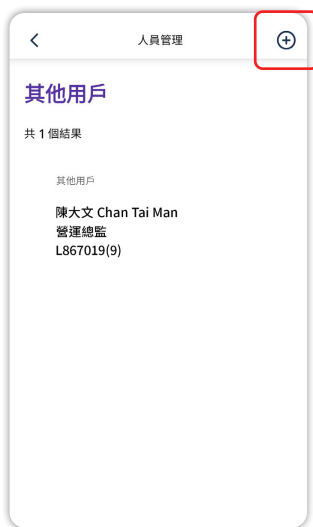 人員管理
其他用戶
共 1 個結果
其他用戶
陳大文 Chan Tai Man
營運總監
L867019(9)